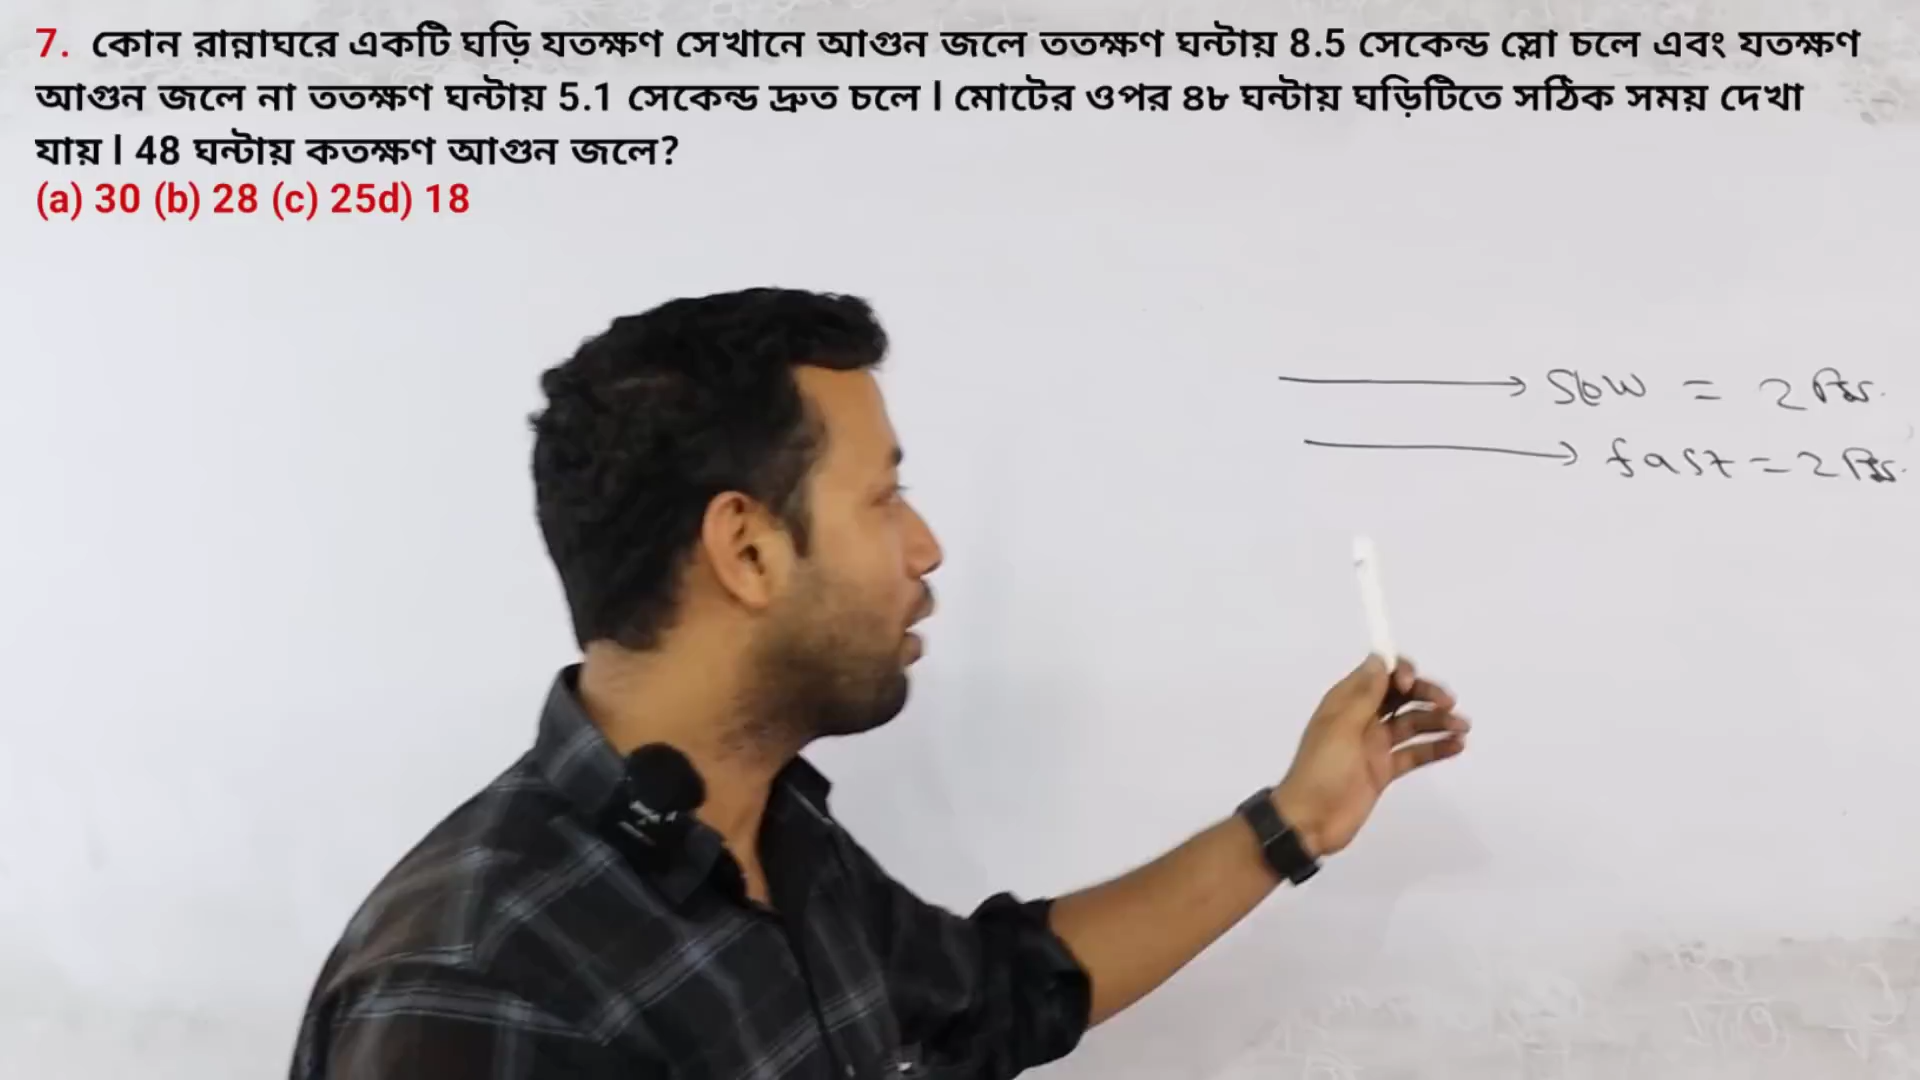 7. কোন রান্নাঘরে একটি ঘড়ি যতক্ষণ সেখানে আগুন জলে ততক্ষণ ঘন্টায় 8.5 সেকেন্ড স্লো চলে এবং যতক্ষণ
আগুন জলে না ততক্ষণ ঘন্টায় 5.1 সেকেন্ড দ্রুত চলে l মোটের ওপর ৪৮ ঘন্টায় ঘড়িটিতে সঠিক সময় দেখা
যায় l 48 ঘন্টায় কতক্ষণ আগুন জলে?
(a) 30 (b) 28 (c) 25d) 18
slow = 2
fast = 2